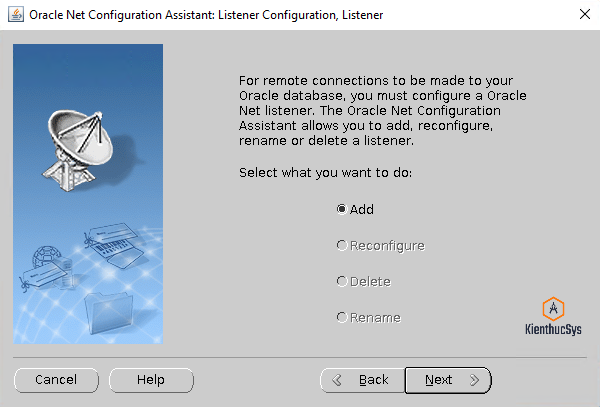 Oracle Net Configuration Assistant: Listener Configuration, Listener
For remote connections to be made to your
Oracle database, you must configure a Oracle
Net listener. The Oracle Net Configuration
Assistant allows you to add, reconfigure,
rename or delete a listener.
Select what you want to do:
Add
Reconfigure
Delete
Rename
KienthucSys
Cancel
Help
Back
Next